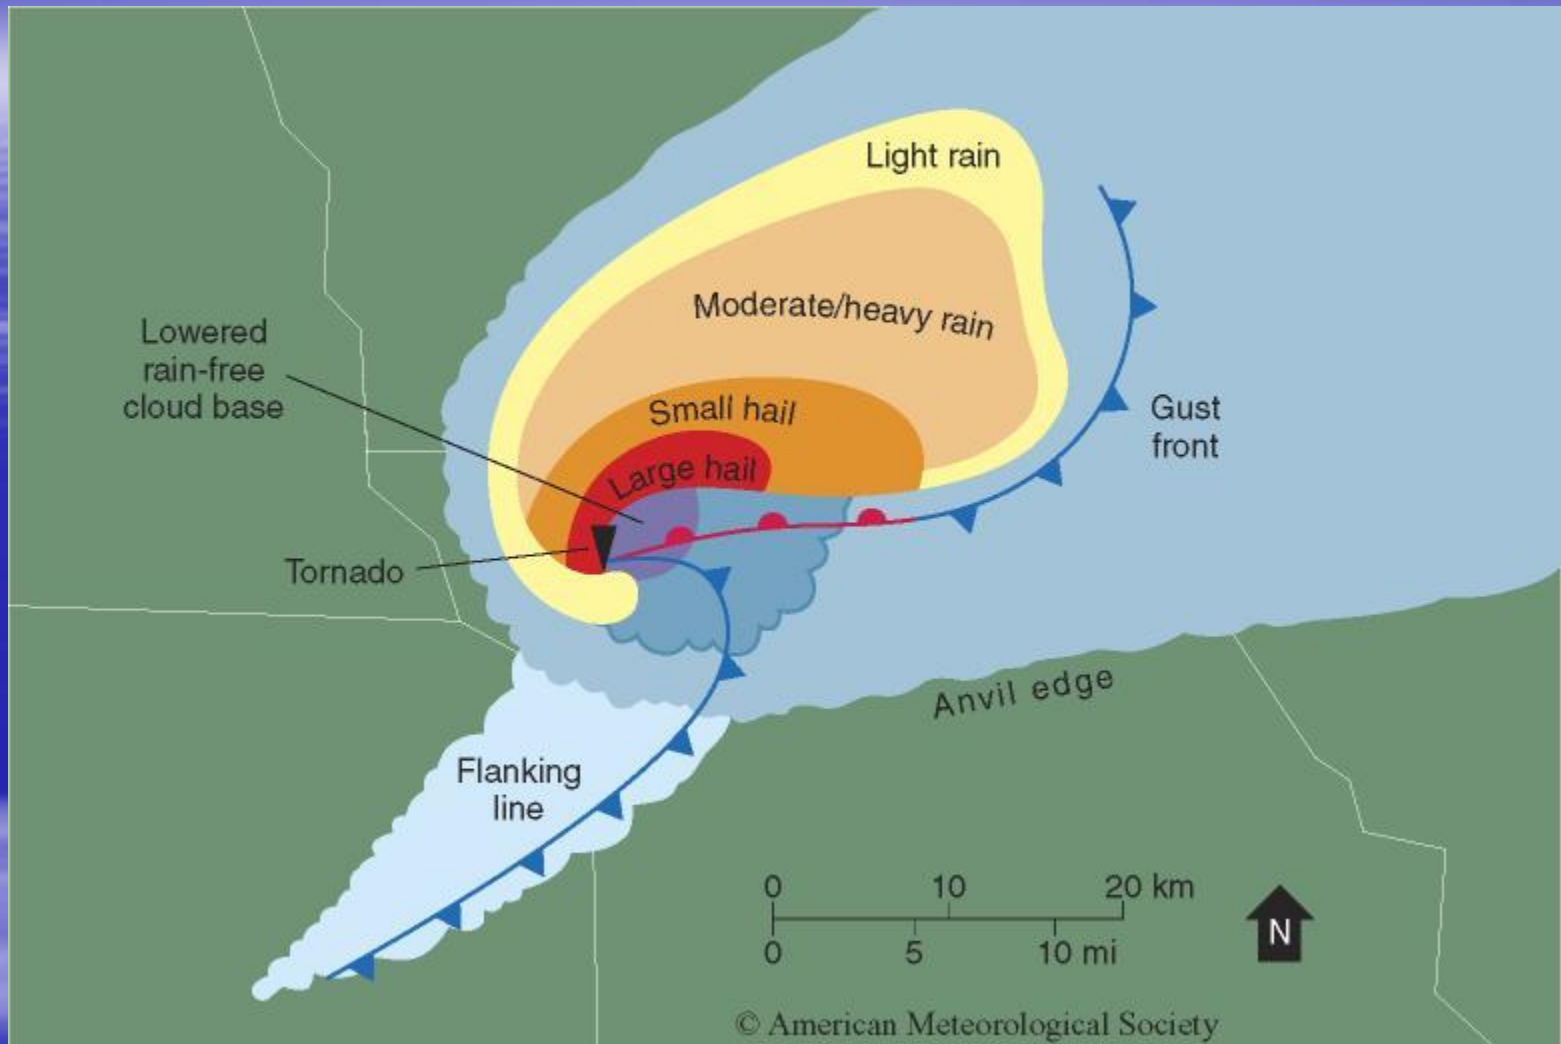 Light rain
Moderate/heavy rain
Lowered
rain-free
cloud base
Small hail
Gust
front
Large hail
Tornado
Anvil edge
Flanking
line
0 10 20 km
0 5 10 mi
N
© American Meteorological Society